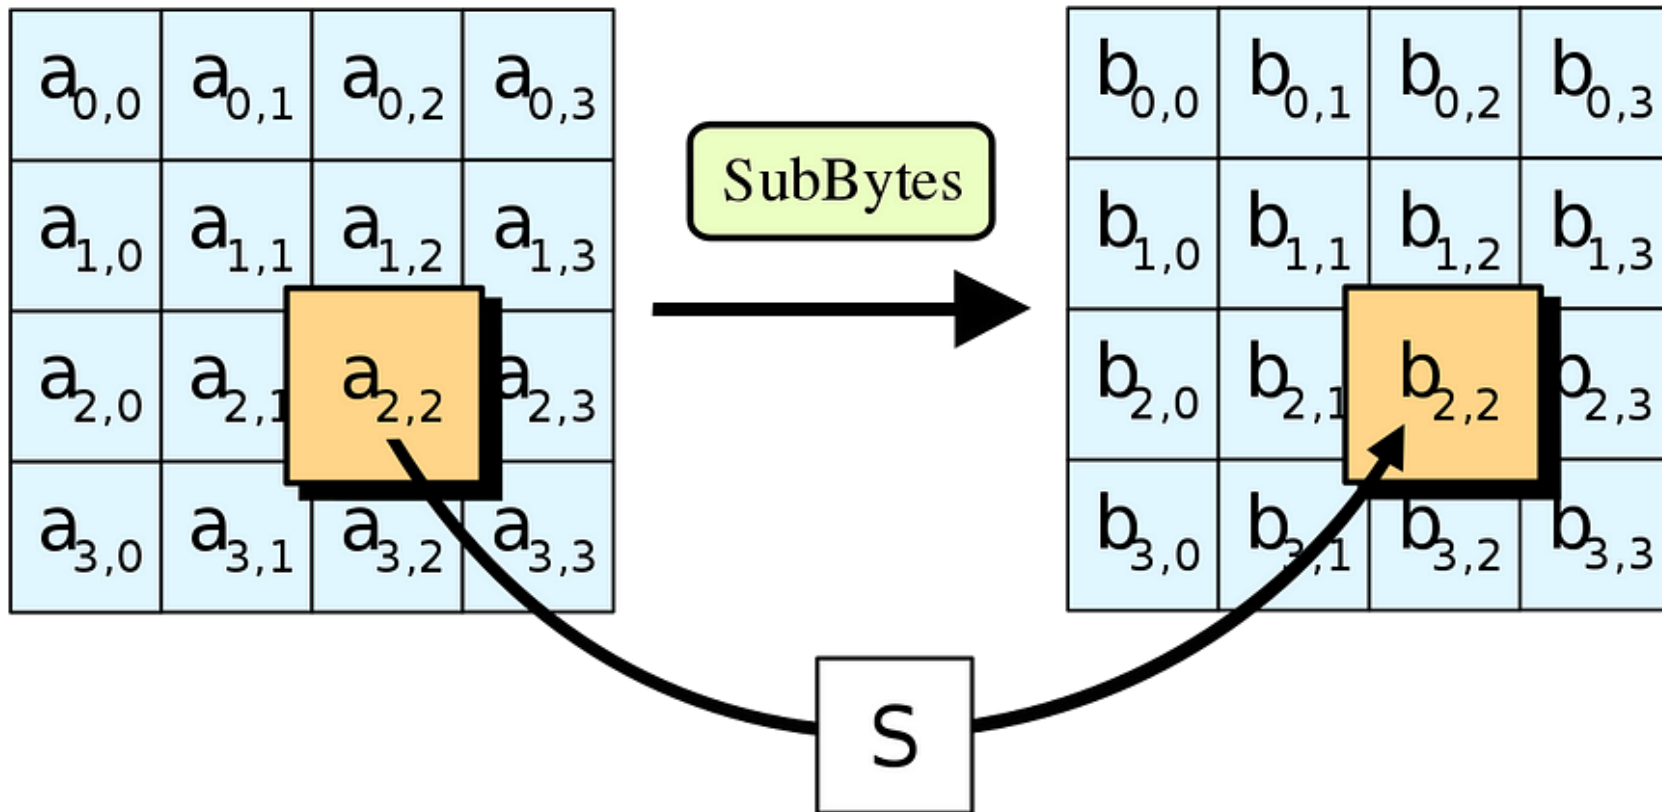 a0,0 a0,1 a0,2 a0,3
a1,0 a1,1 a1,2 a1,3
a2,0 a2,1 a2,2 a2,3
a3,0 a3,1 a3,2 a3,3
SubBytes
b0,0 b0,1 b0,2 b0,3
b1,0 b1,1 b1,2 b1,3
b2,0 b2,1 b2,2 b2,3
b3,0 b3,1 b3,2 b3,3
S